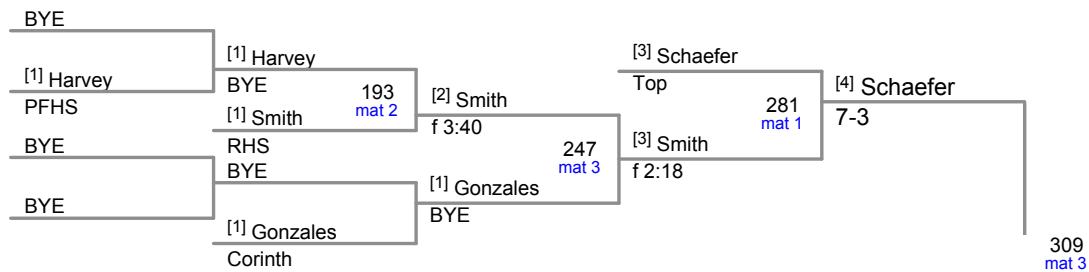 BYE
[1] Harvey
PFHS
BYE
BYE
[1] Harvey
BYE
193
mat 2
[1] Smith
RHS
BYE
[1] Gonzales
Corinth
[2] Smith
f 3:40
247
mat 3
[1] Gonzales
BYE
[3] Schaefer
Top
281
mat 1
[3] Smith
f 2:18
[4] Schaefer
7-3
309
mat 3